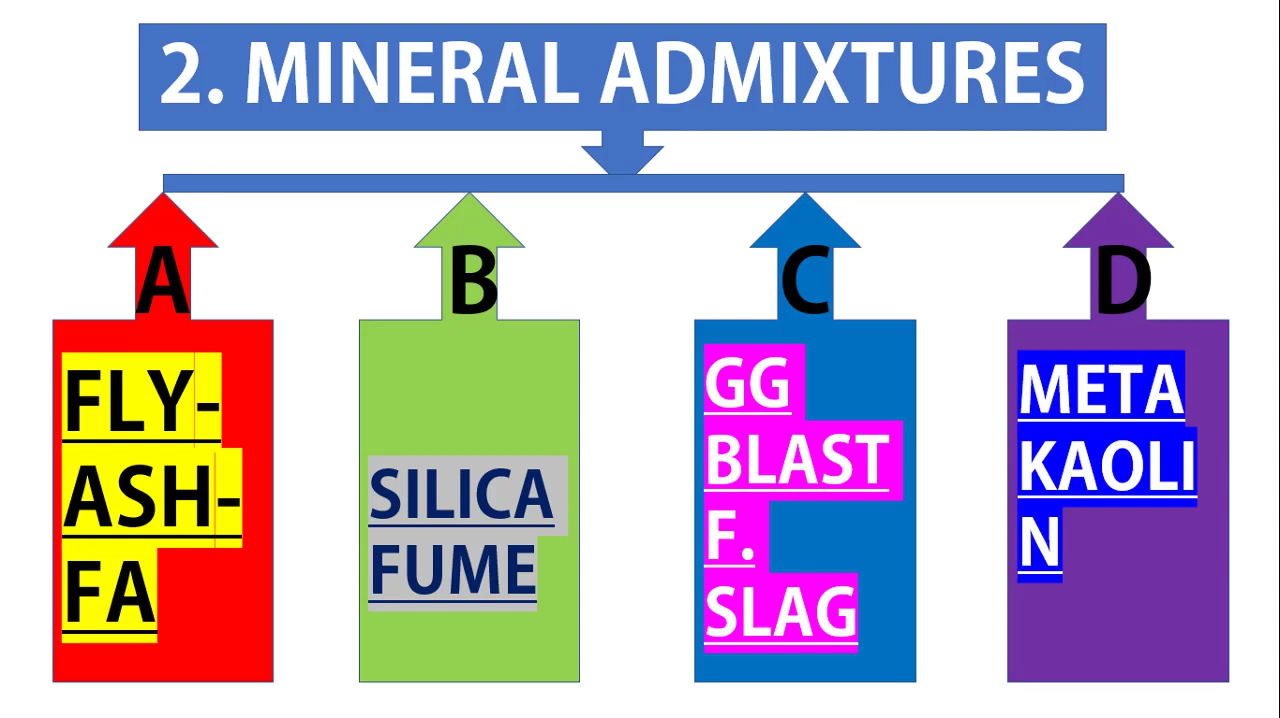 2. MINERAL ADMIXTURES
A
B
C
D
FLY-
ASH-
FA
SILICA
FUME
GG
BLAST
F.
SLAG
META
KAOLI
N